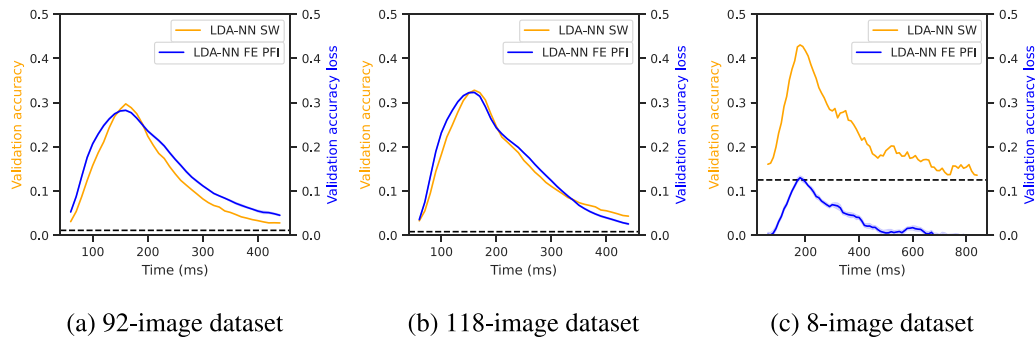 LDA-NN SW
LDA-NN FE PFI
Validation accuracy
0.5
0.4
0.3
0.2
0.1
0.0
0.5
0.4
0.3
0.2
0.1
0.0
Validation accuracy loss
100 200 300 400
Time (ms)
(a) 92-image dataset
LDA-NN SW
LDA-NN FE PFI
Validation accuracy
0.5
0.4
0.3
0.2
0.1
0.0
0.5
0.4
0.3
0.2
0.1
0.0
Validation accuracy loss
100 200 300 400
Time (ms)
(b) 118-image dataset
LDA-NN SW
LDA-NN FE PFI
Validation accuracy
0.5
0.4
0.3
0.2
0.1
0.0
0.5
0.4
0.3
0.2
0.1
0.0
Validation accuracy loss
200 400 600 800
Time (ms)
(c) 8-image dataset